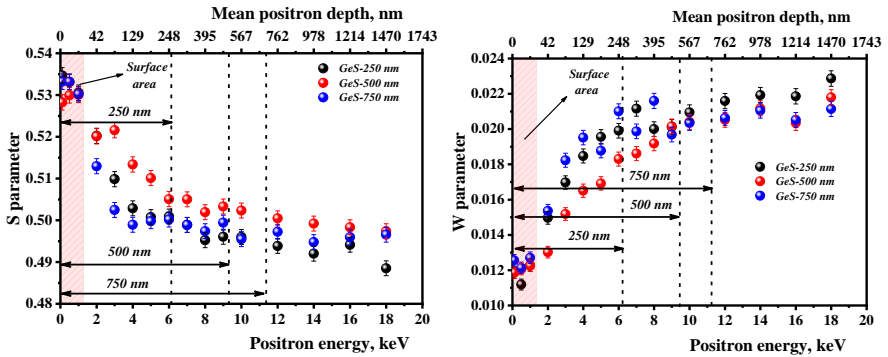 Mean positron depth, nm
0 42 129 248 395 567 762 978 1214 1470 1743
0.54
0.53
0.52
0.51
0.50
0.49
0.48
S parameter
Surface
area
GeS-250 nm
GeS-500 nm
GeS-750 nm
250 nm
500 nm
750 nm
0 2 4 6 8 10 12 14 16 18 20
Positron energy, keV
Mean positron depth, nm
0 42 129 248 395 567 762 978 1214 1470 1743
0.024
0.022
0.020
0.018
0.016
0.014
0.012
0.010
W parameter
Surface
area
750 nm
500 nm
250 nm
GeS-250 nm
GeS-500 nm
GeS-750 nm
0 2 4 6 8 10 12 14 16 18 20
Positron energy, keV